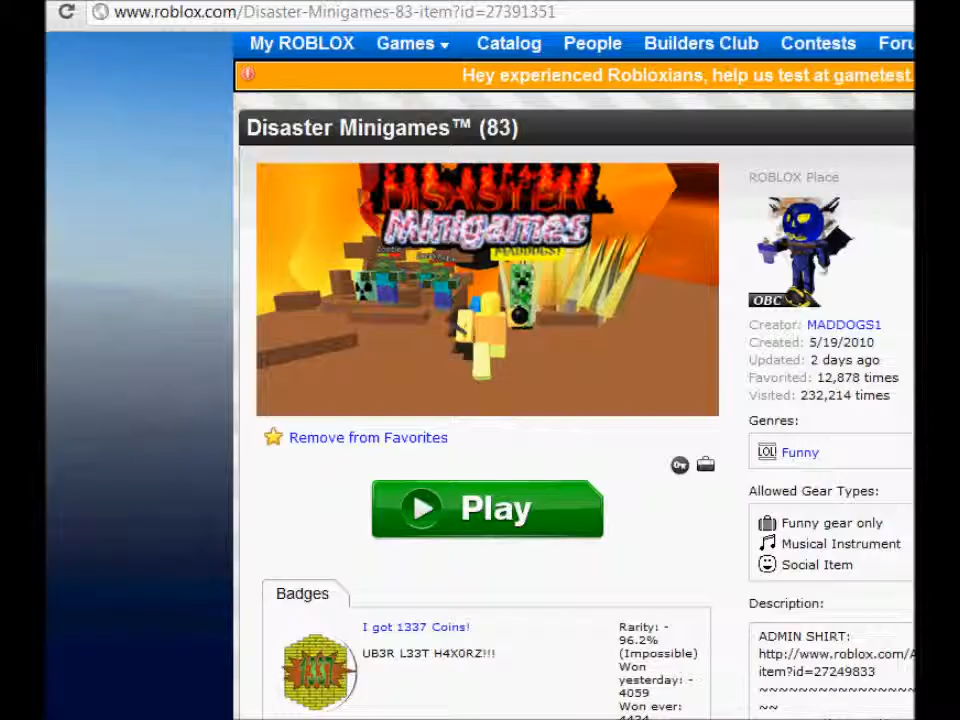 www.roblox.com/Disaster-Minigames-83-item?id=27391351
My ROBLOX Games Catalog People Builders Club Contests Foru
Hey experienced Robloxians, help us test at gametest.
Disaster Minigames™ (83)
DISASTER
Minigames
ROBLOX Place
OBC
Creator: MADDOGS1
Created: 5/19/2010
Updated: 2 days ago
Favorited: 12,878 times
Visited: 232,214 times
Remove from Favorites
Genres:
LOL Funny
Play
Allowed Gear Types:
Funny gear only
Musical Instrument
Social Item
Badges
Description:
I got 1337 Coins!
UB3R L33T H4X0RZ!!!
1337
Rarity: -
96.2%
(Impossible)
Won
yesterday: -
4059
Won ever:
ADMIN SHIRT:
http://www.roblox.com/A
item?id=27249833
~~~~~~~~~~~~~~~~
~~